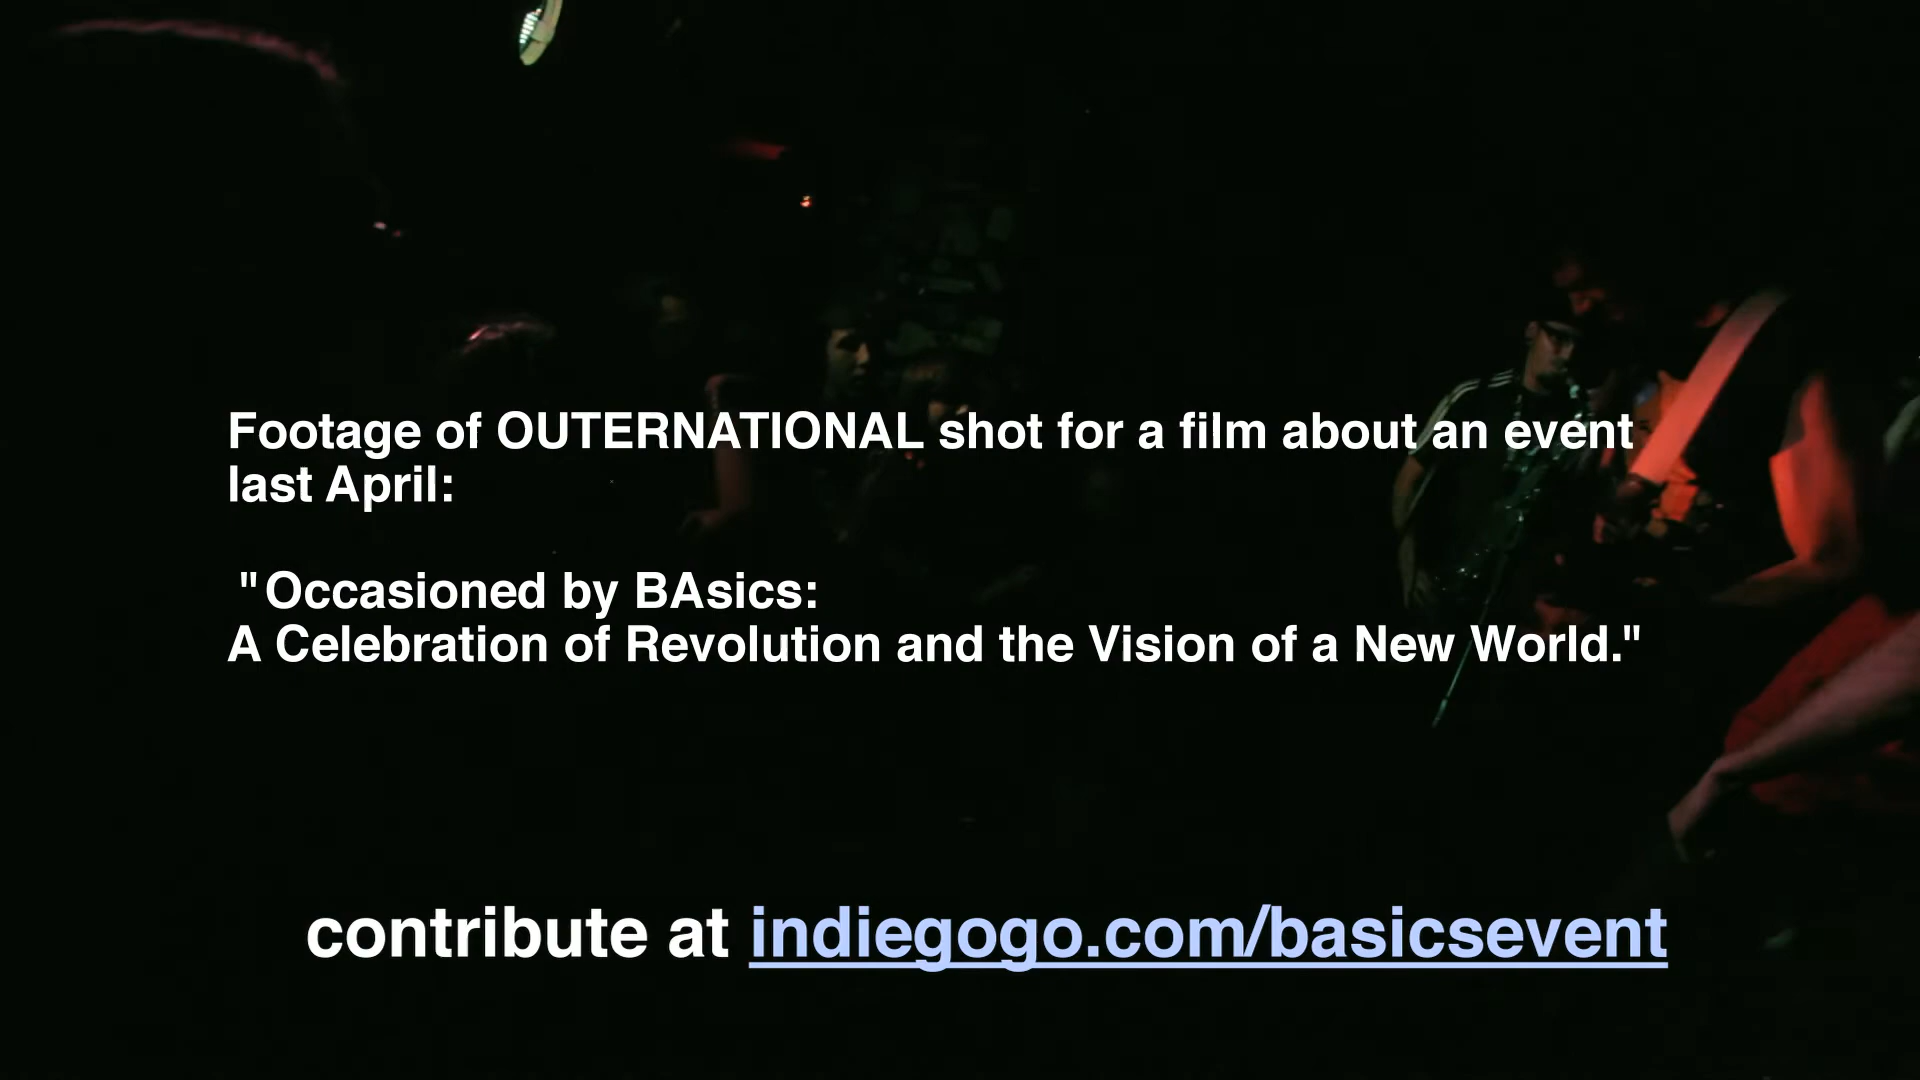 Footage of OUTERNATIONAL shot for a film about an event
last April:
"Occasioned by BAsics:
A Celebration of Revolution and the Vision of a New World."
contribute at indiegogo.com/basicsevent